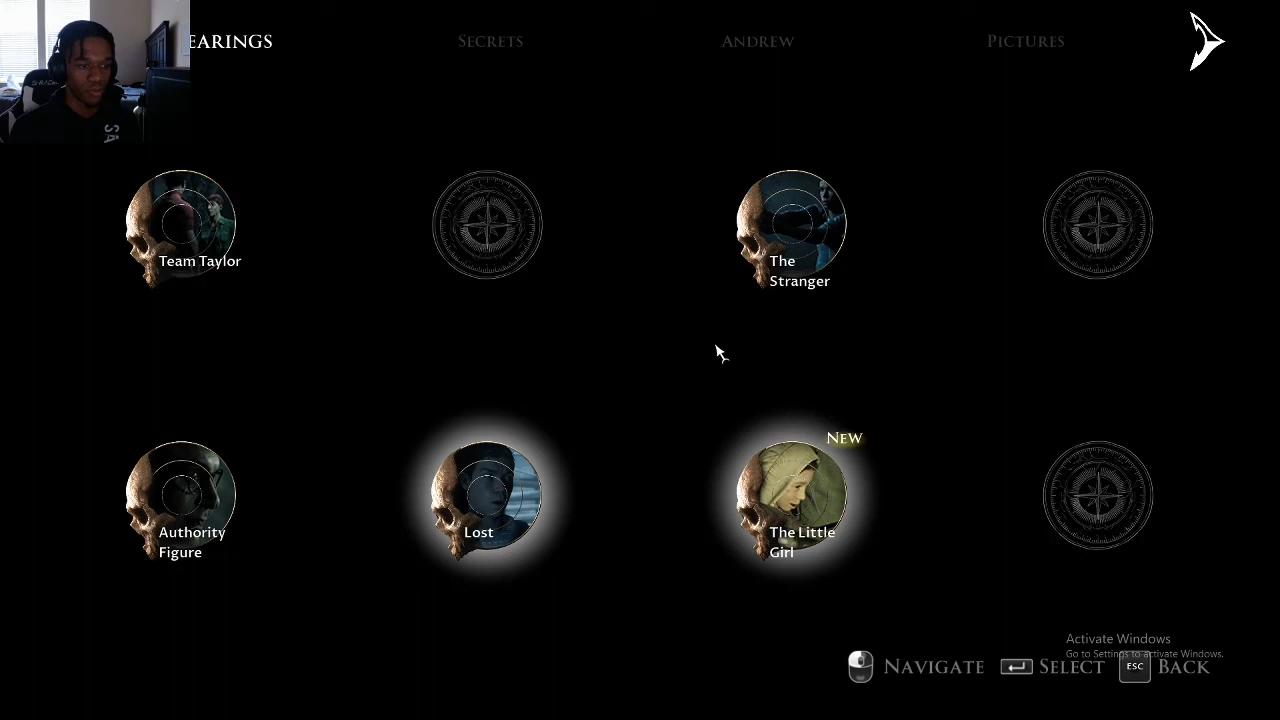 EARINGS
SECRETS
ANDREW
PICTURES
SA
Team Taylor
The
Stranger
NEW
Authority
Figure
Lost
The Little
Girl
Activate Windows
Go to Settings to activate Windows.
NAVIGATE
SELECT
ESC
BACK